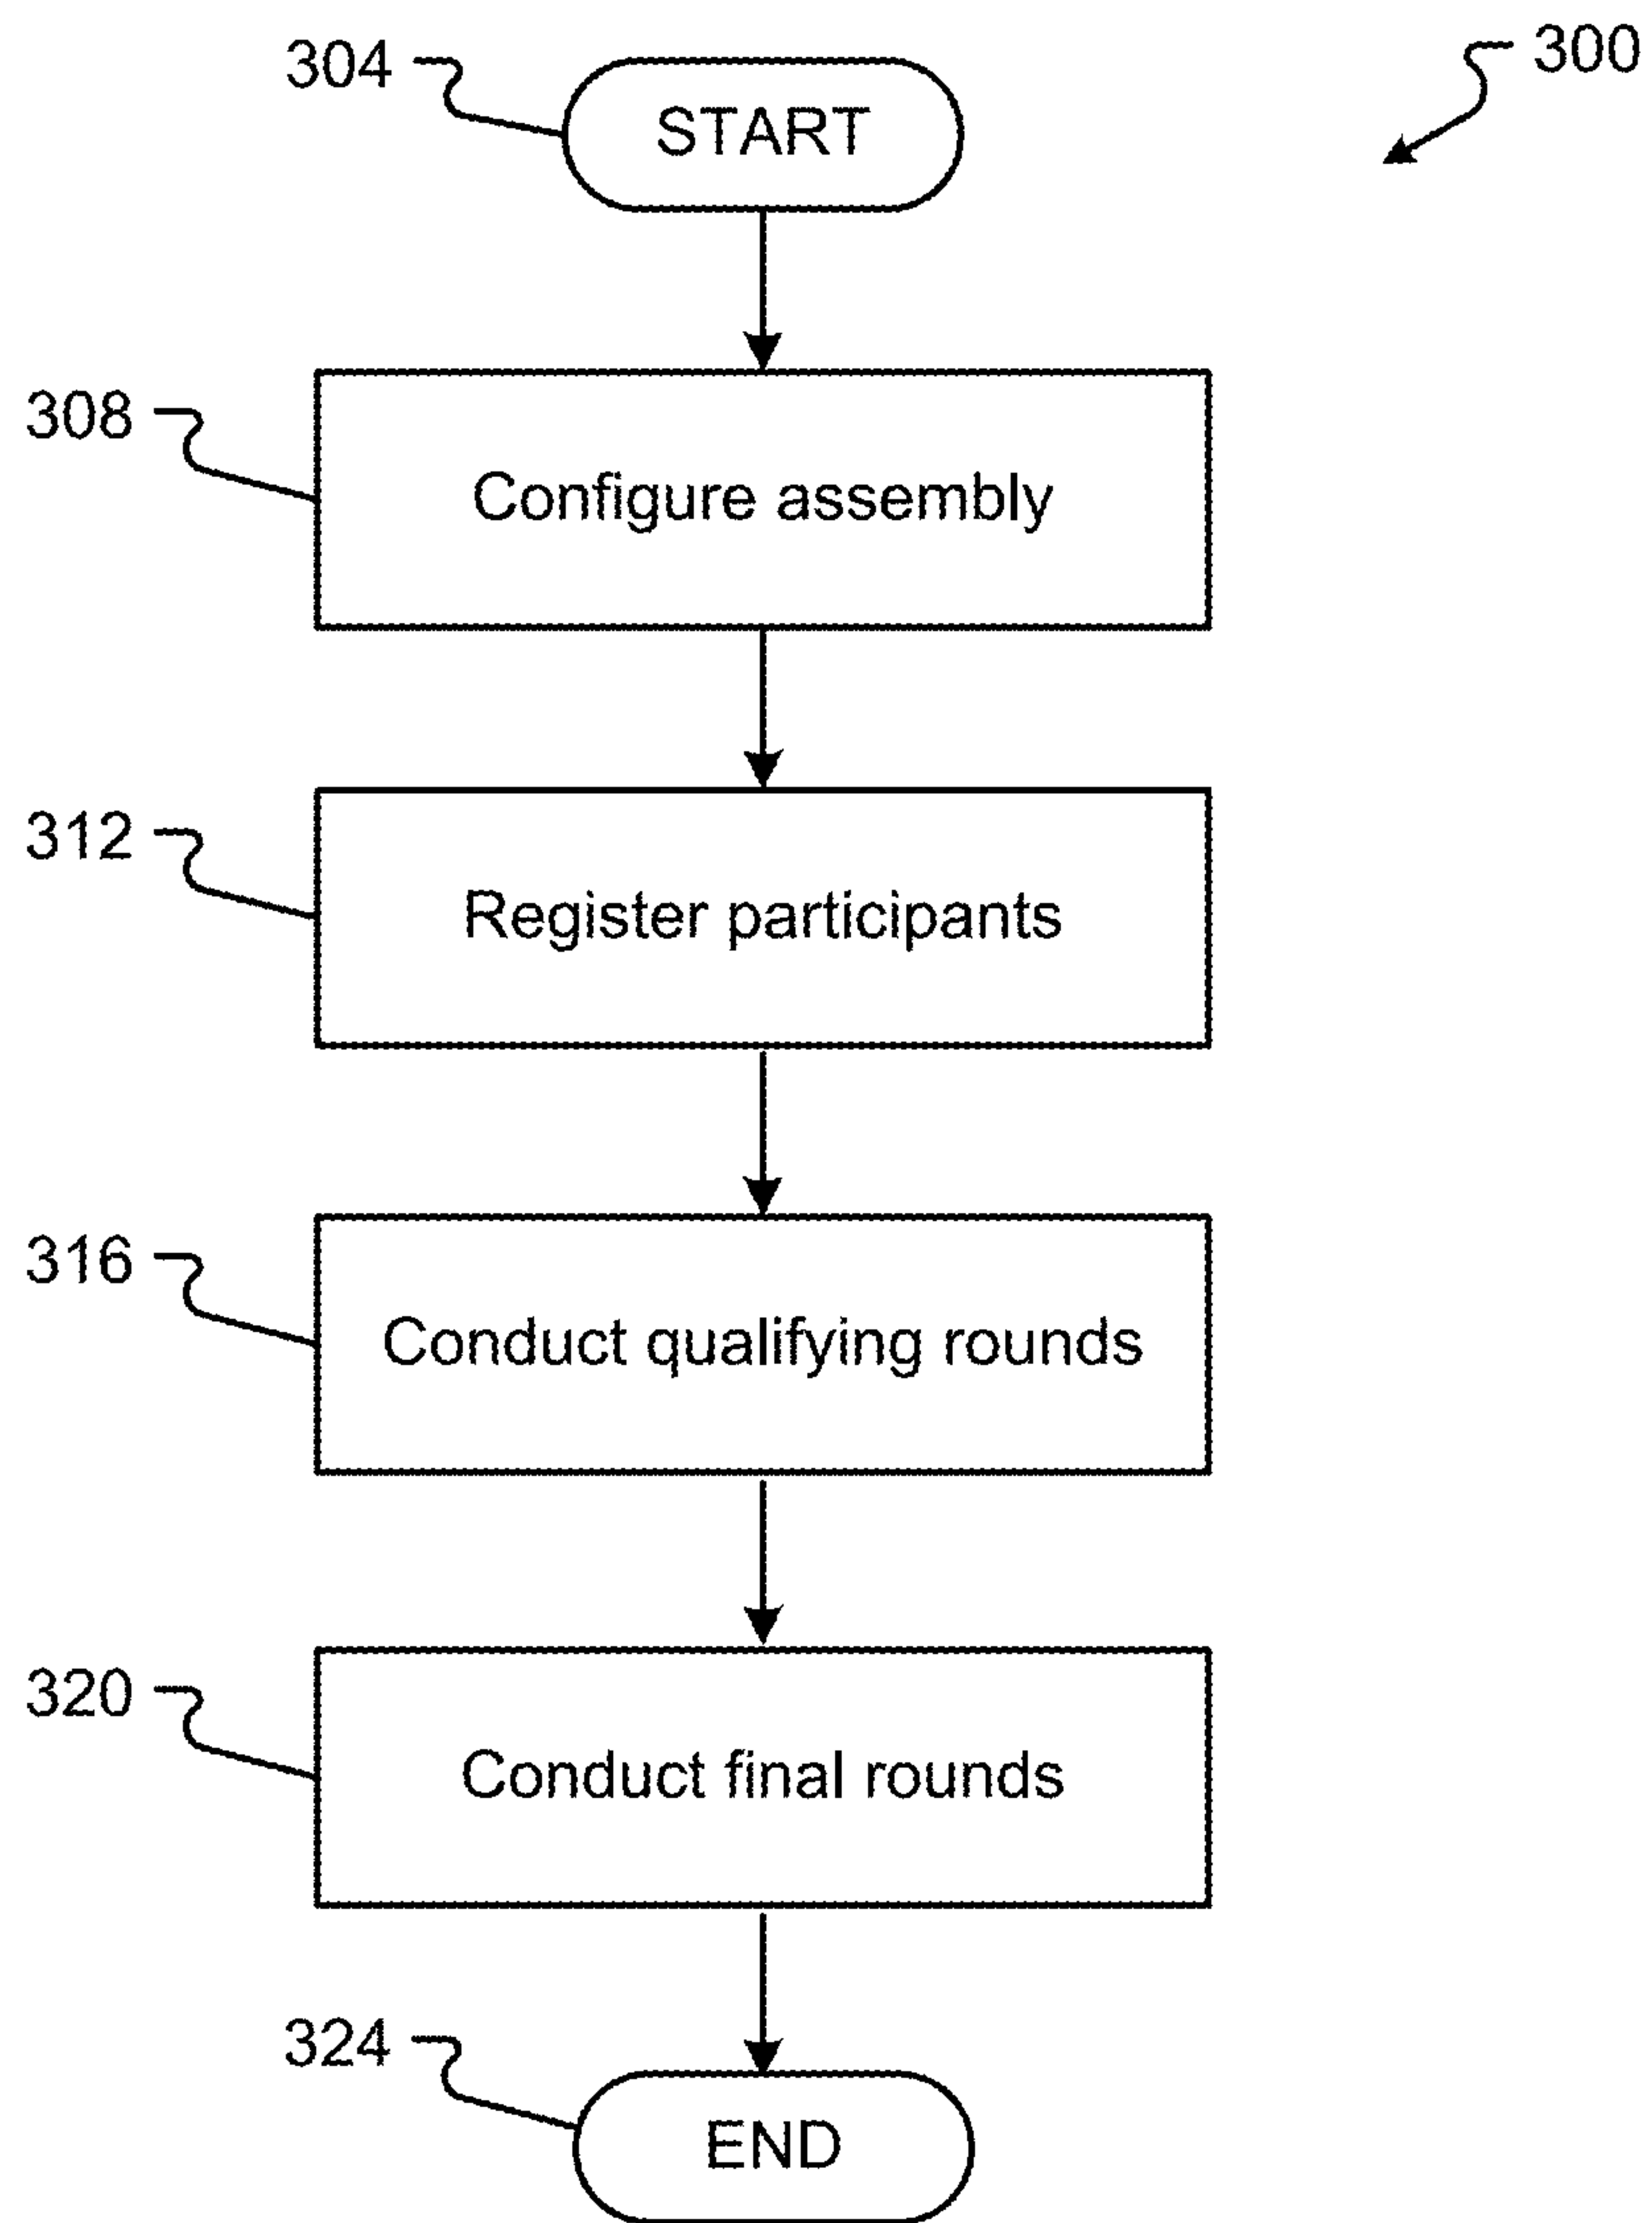 300
304
START
308
Configure assembly
312
Register participants
316
Conduct qualifying rounds
320
Conduct final rounds
324
END